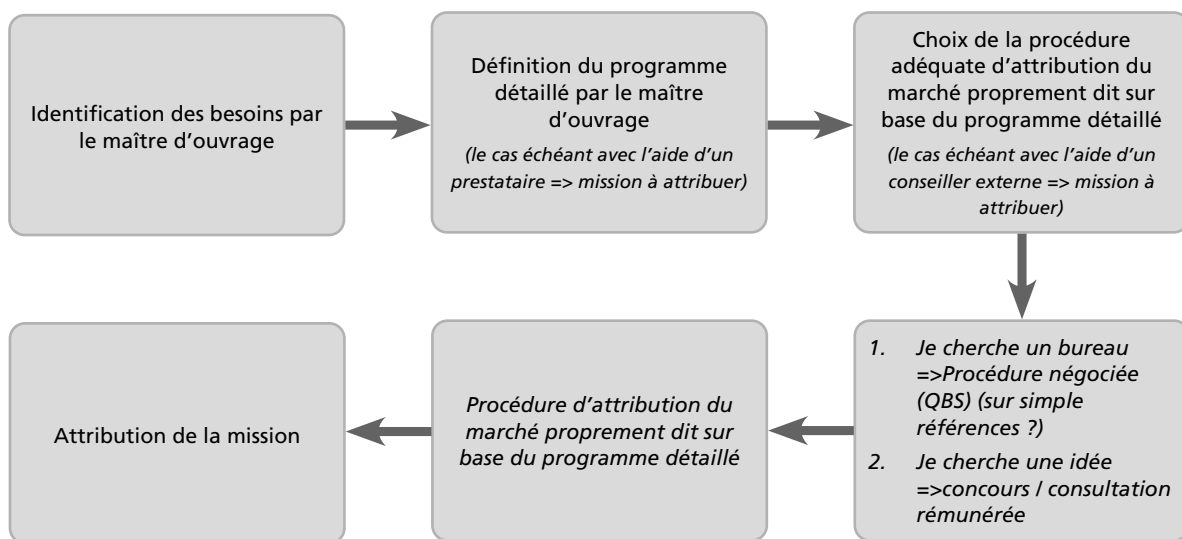 Identification des besoins par
le maître d’ouvrage
Définition du programme
détaillé par le maître
d’ouvrage
(le cas échéant avec l’aide d’un
prestataire => mission à attribuer)
Choix de la procédure
adéquate d’attribution du
marché proprement dit sur
base du programme détaillé
(le cas échéant avec l’aide d’un
conseiller externe => mission à
attribuer)
1. Je cherche un bureau
=>Procédure négociée
(QBS) (sur simple
références ?)
2. Je cherche une idée
=>concours / consultation
rémunérée
Procédure d’attribution du
marché proprement dit sur
base du programme détaillé
Attribution de la mission